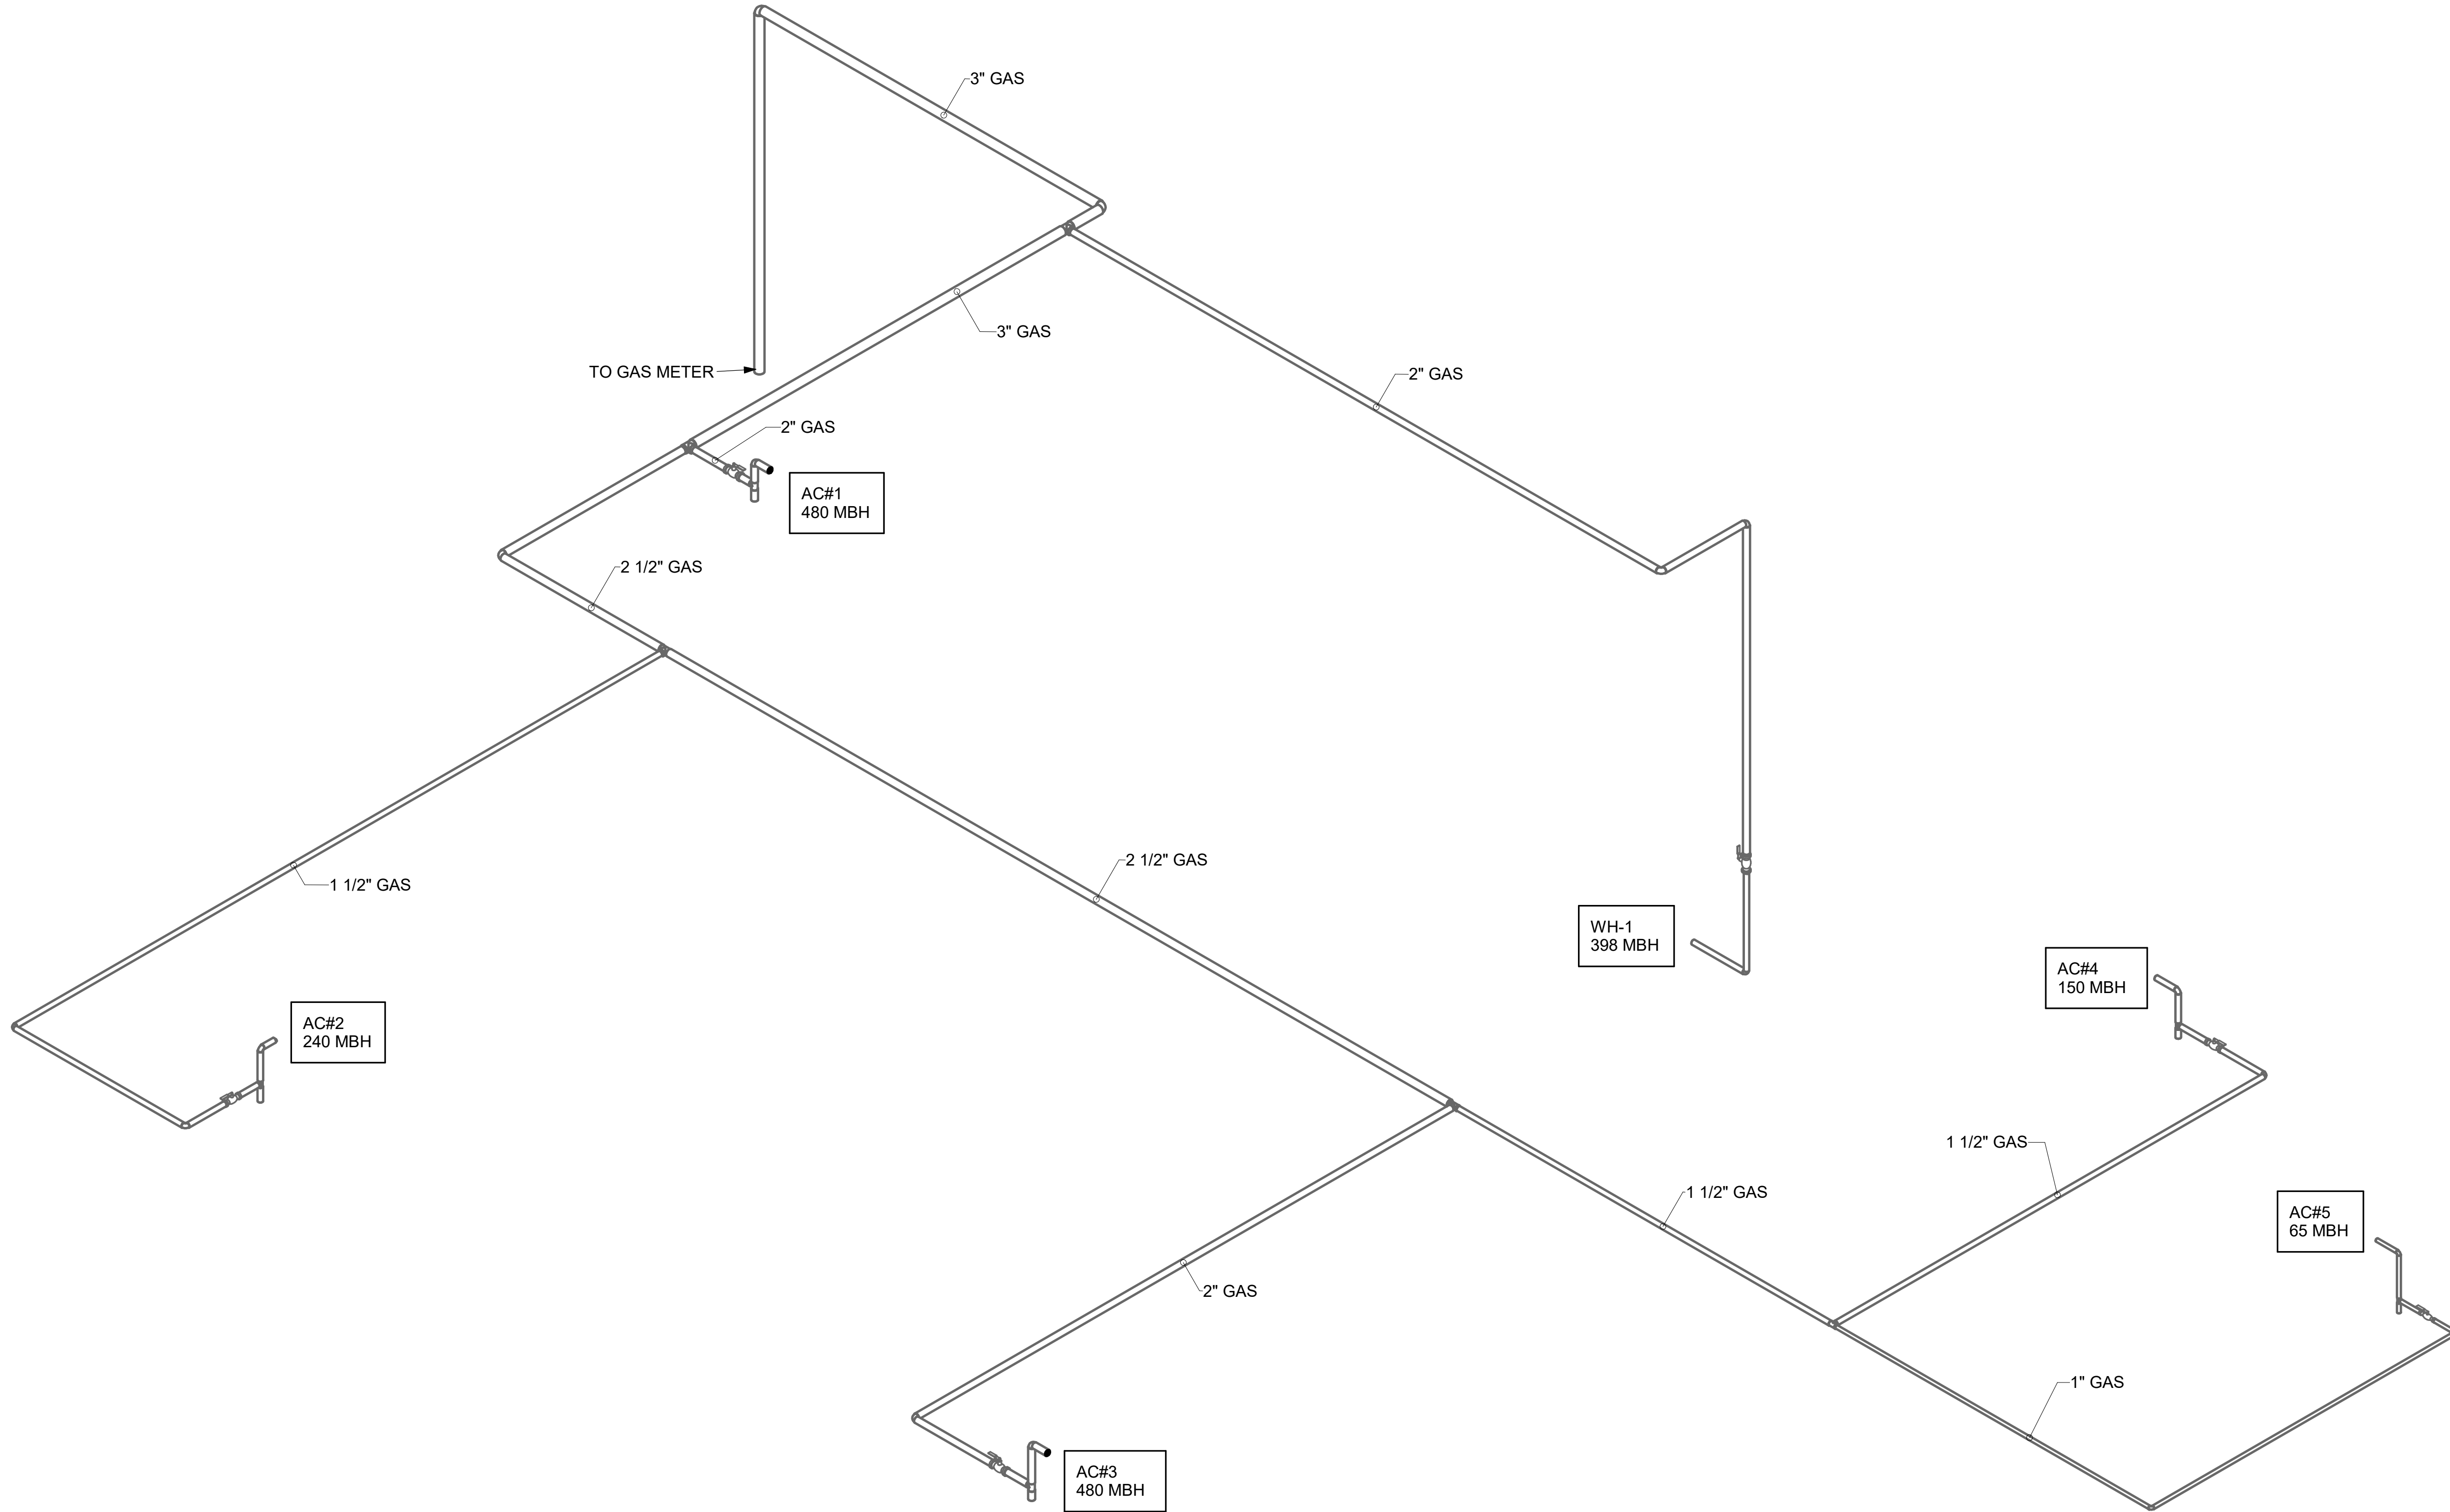 3" GAS
3" GAS
TO GAS METER
2" GAS
2" GAS
AC#1
480 MBH
2 1/2" GAS
2 1/2" GAS
1 1/2" GAS
WH-1
398 MBH
AC#4
150 MBH
AC#2
240 MBH
1 1/2" GAS
1 1/2" GAS
AC#5
65 MBH
2" GAS
1" GAS
AC#3
480 MBH